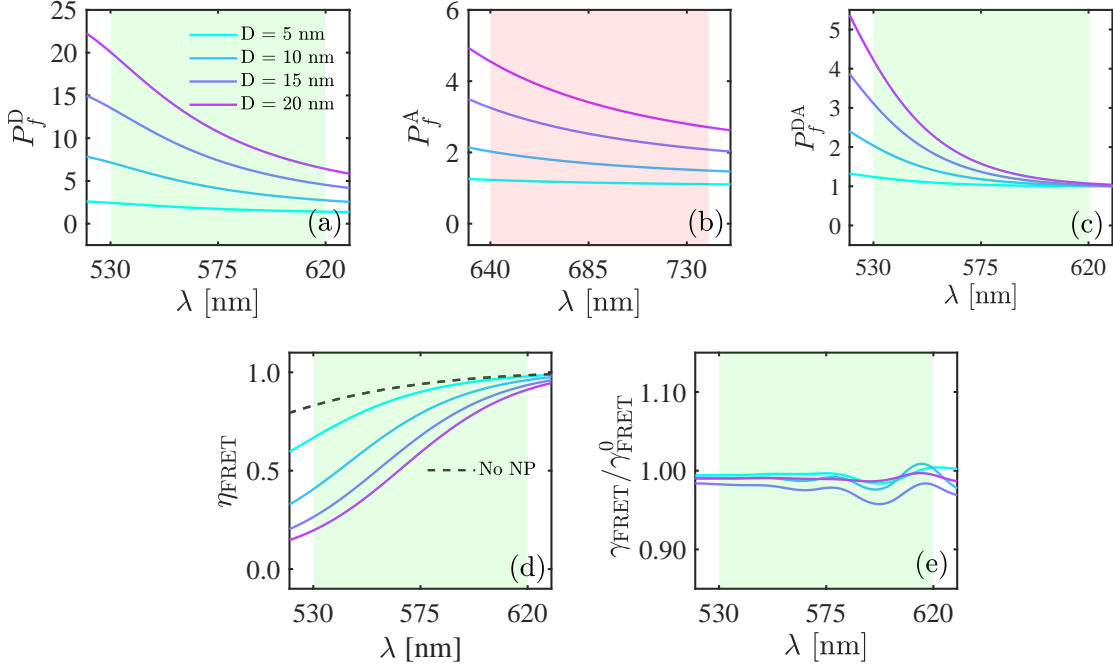 25
20
15
10
5
0
P_f^D
D = 5 nm
D = 10 nm
D = 15 nm
D = 20 nm
(a)
530 575 620
λ [nm]
6
4
2
0
P_f^A
(b)
640 685 730
λ [nm]
5
4
3
2
1
0
P_f^DA
(c)
530 575 620
λ [nm]
1.0
0.5
0.0
η_FRET
No NP
(d)
530 575 620
λ [nm]
1.10
1.00
0.90
γ_FRET/γ^0_FRET
(e)
530 575 620
λ [nm]